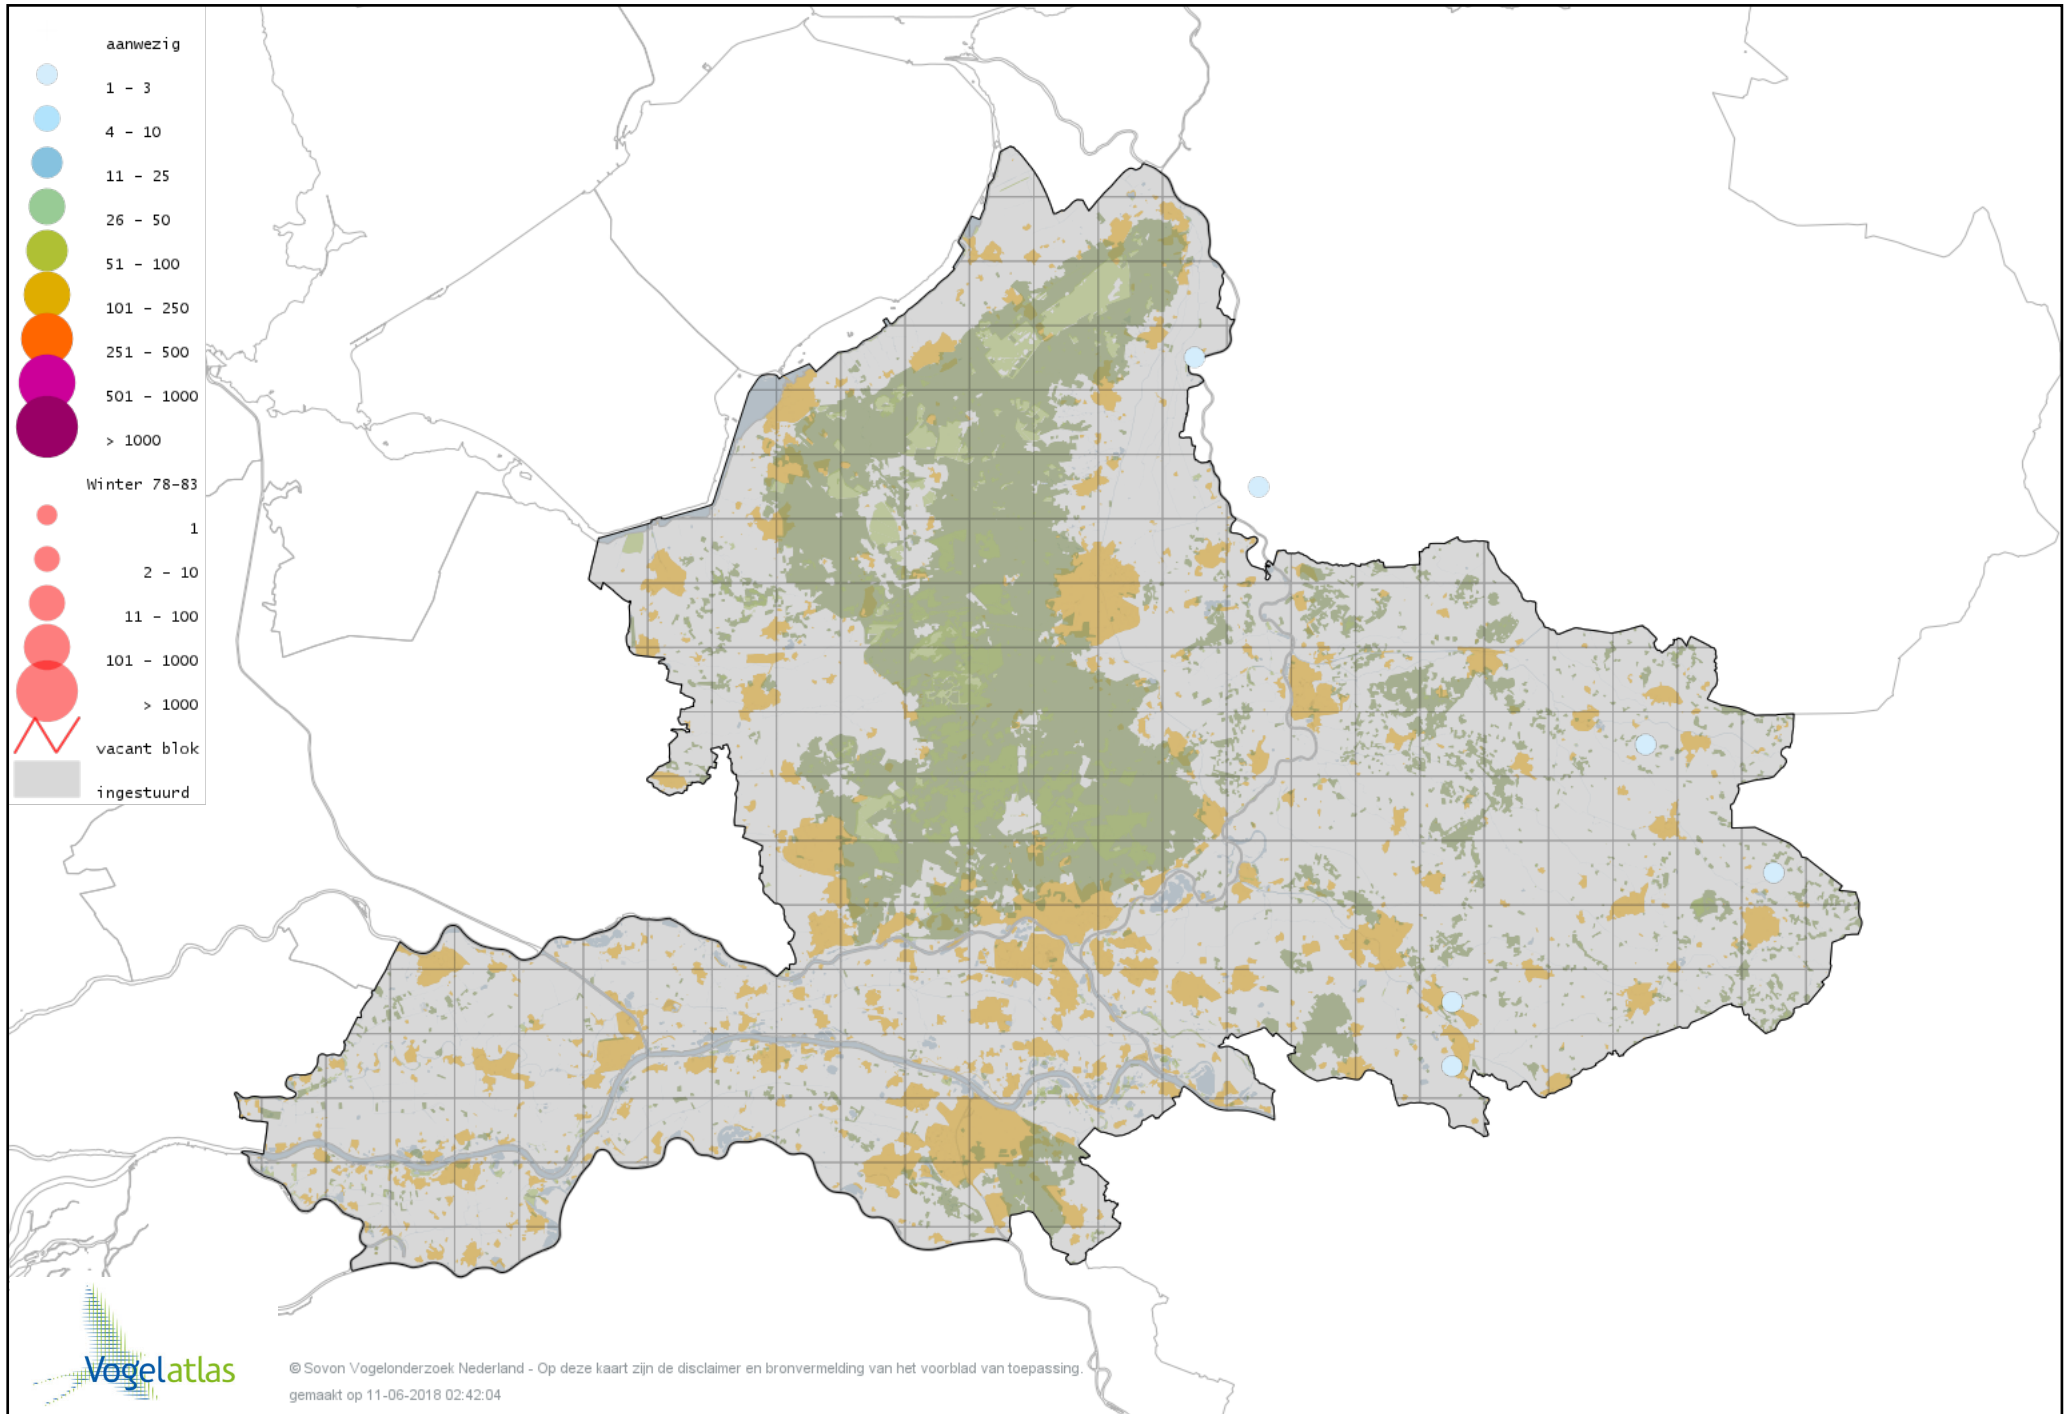 aanwezig
1 - 3
4 - 10
11 - 25
26 - 50
51 - 100
101 - 250
251 - 500
501 - 1000
> 1000
Winter 78-83
1
2 - 10
11 - 100
101 - 1000
> 1000
vacant blok
ingestuurd
Vogelatlas
© Sovon Vogelonderzoek Nederland - Op deze kaart zijn de disclaimer en bronvermelding van het voorblad van toepassing.
gemaakt op 11-06-2018 02:42:04